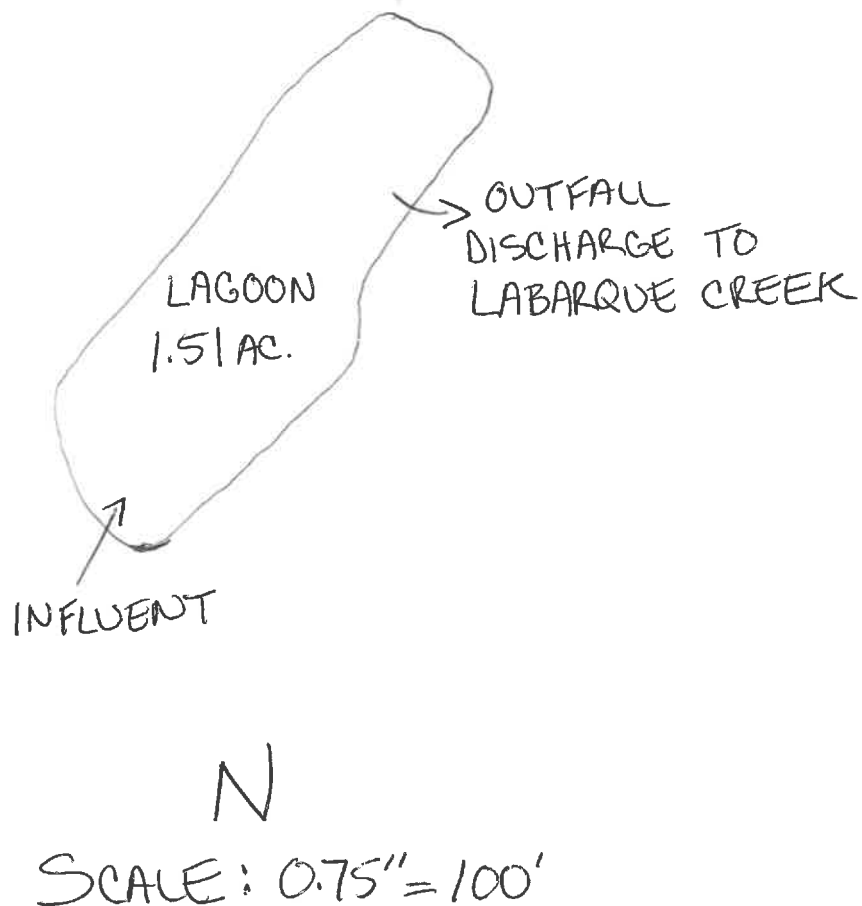 OUTFALL
DISCHARGE TO
LABARQUE CREEK
LAGOON
1.51 AC.
INFLUENT
N
SCALE: 0.75"=100'